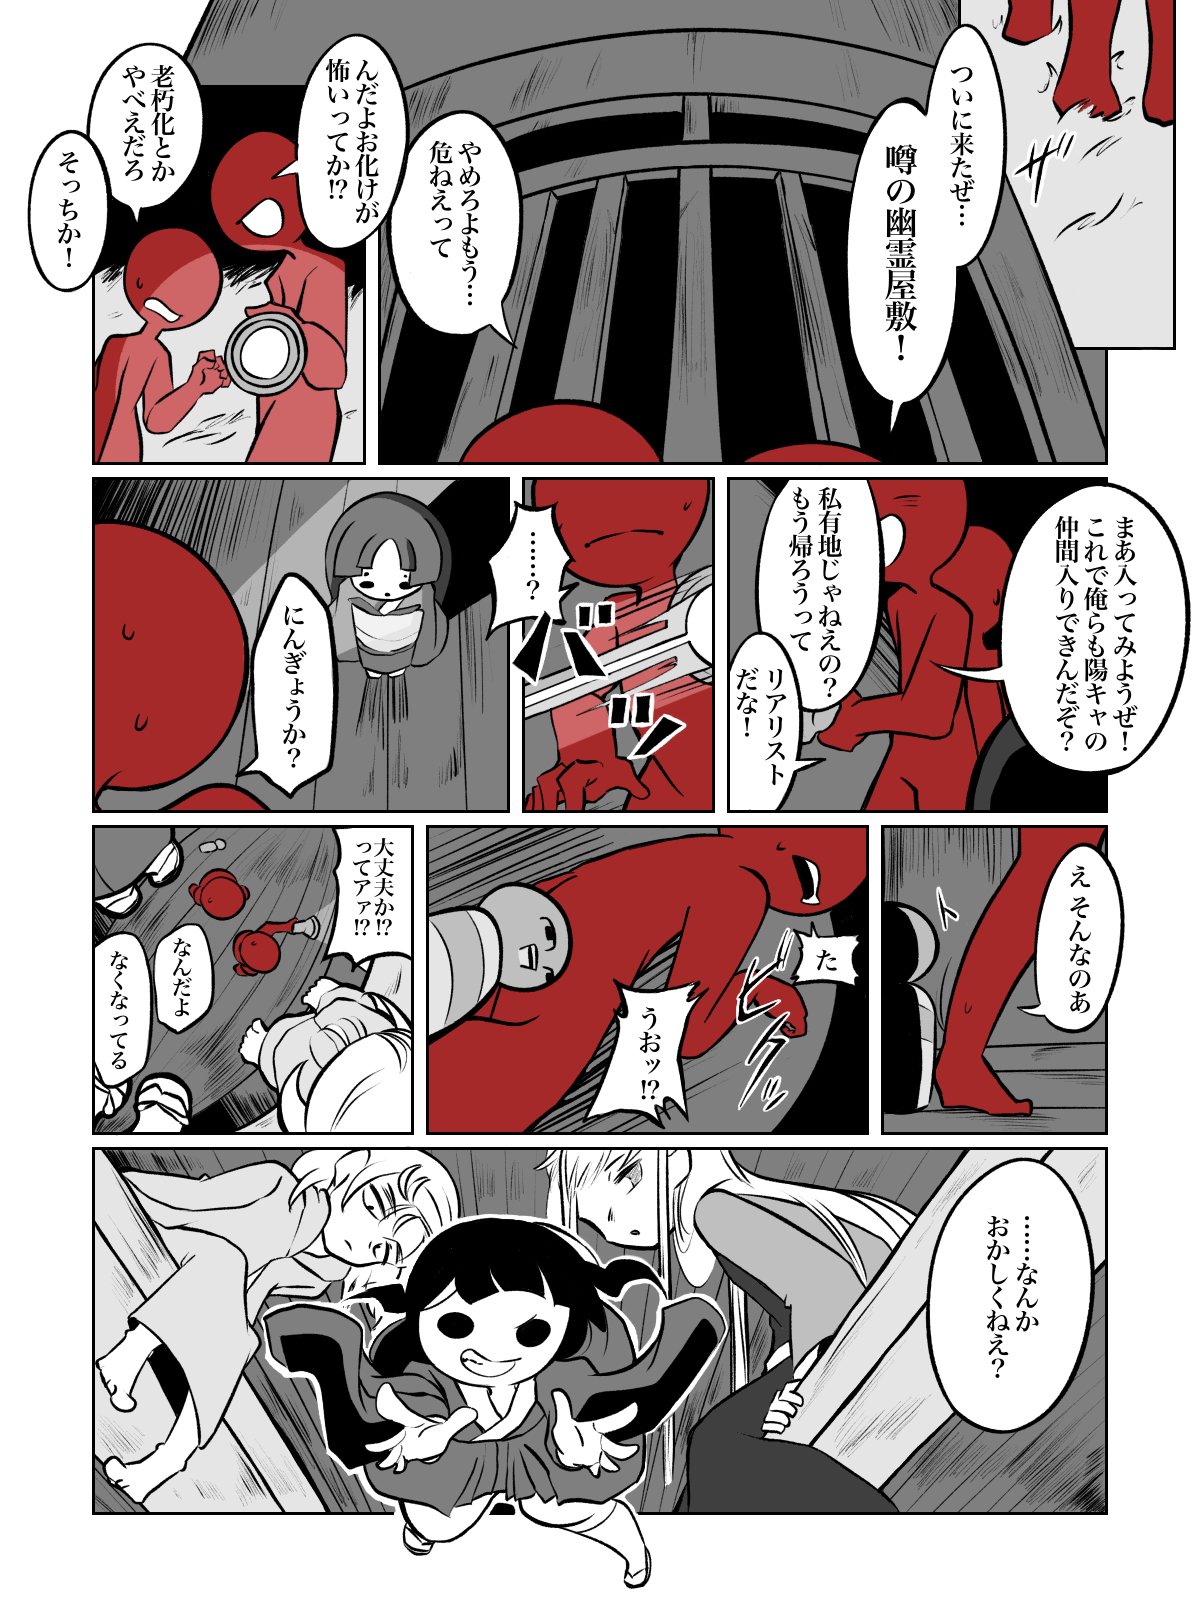 ザッ
ついに来たぜ…
噂の幽霊屋敷！
やめろよもう…
危ねえって
んだよお化けが
怖いってか!?
老朽化とか
やべえだろ
そっちか！
まあ入ってみようぜ！
これで俺らも陽キャの
仲間入りできんだぞ？
私有地じゃねえの？
もう帰ろうって
リアリスト
だな！
……？
バッ
バッ
にんぎょうか？
え そんなのあ
ト
た
ビクッ
うおッ!?
大丈夫か!?
ってアァ!?
なんだよ
なくなってる
……なんか
おかしくねえ？